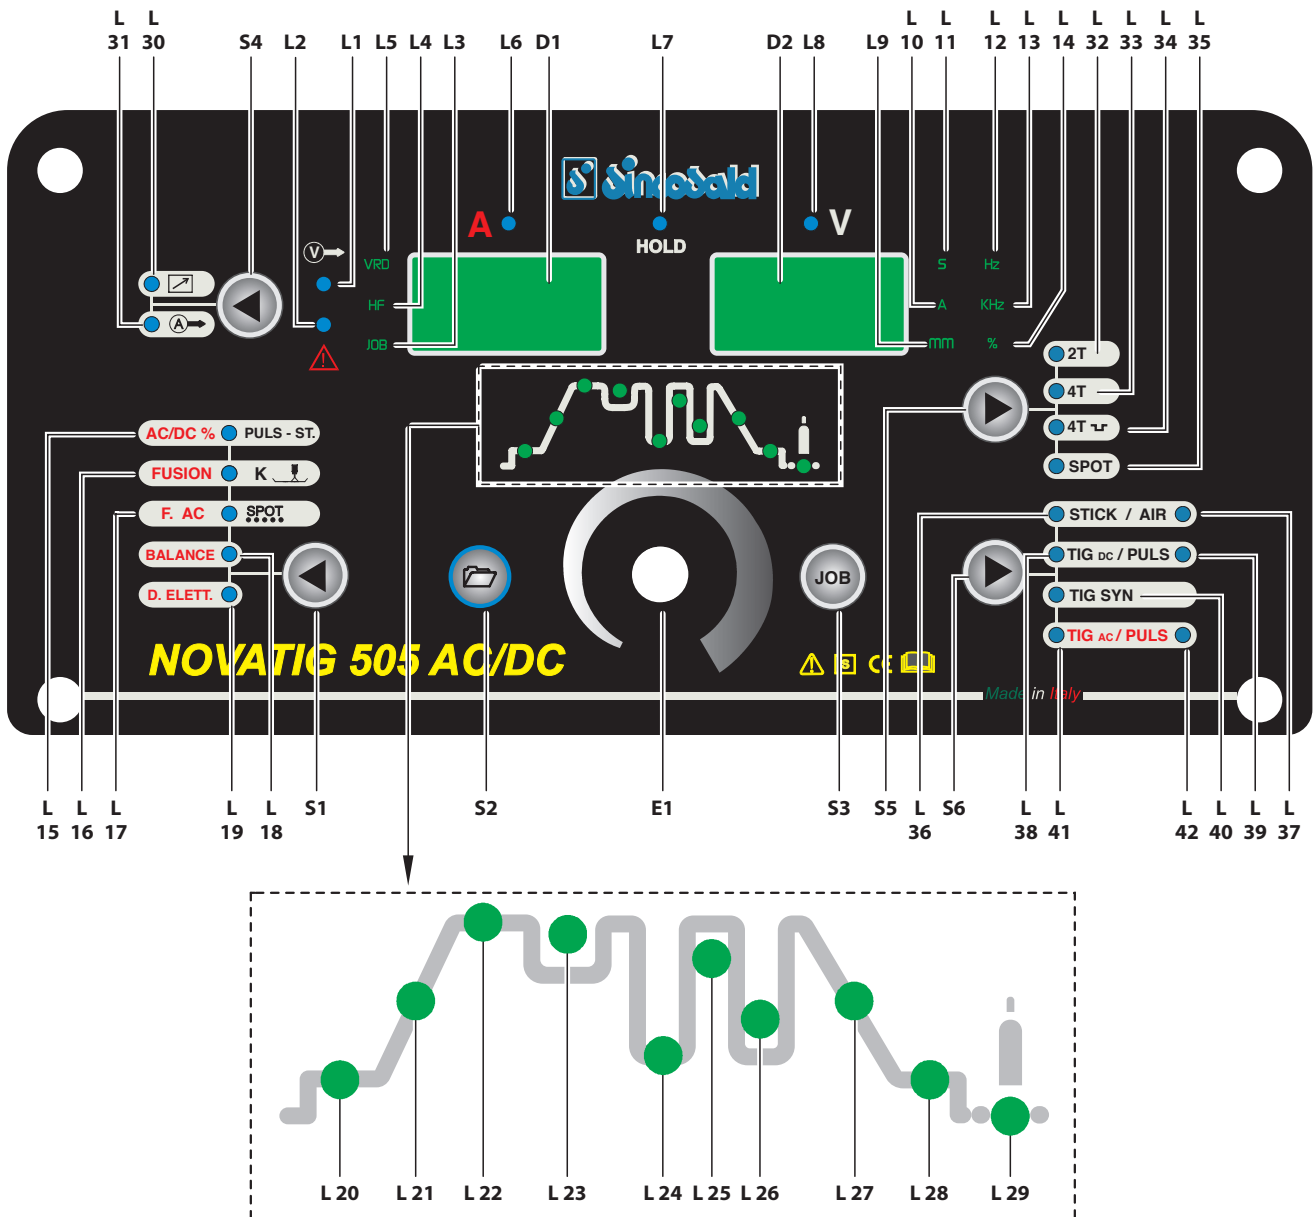 L 31 L 30 S4 L2 L1 L5 L4 L3 L6 D1 L7 D2 L8 L9 L 10 L 11 L 12 L 13 L 14 L 32 L 33 L 34 L 35
S SincoSald
A HOLD V
V
VRD
HF
JOB
S Hz
A KHz
mm %
A
2T
4T
4T
SPOT
AC/DC % PULS - ST.
FUSION K
F. AC SPOT
BALANCE
D. ELETT.
JOB
STICK / AIR
TIG DC / PULS
TIG SYN
TIG AC / PULS
NOVATIG 505 AC/DC
S CE
Made in Italy
L 15 L 16 L 17 L 19 L 18 S1 S2 E1 S3 S5 L 36 S6 L 38 L 41 L 42 L 40 L 39 L 37
L 20 L 21 L 22 L 23 L 24 L 25 L 26 L 27 L 28 L 29